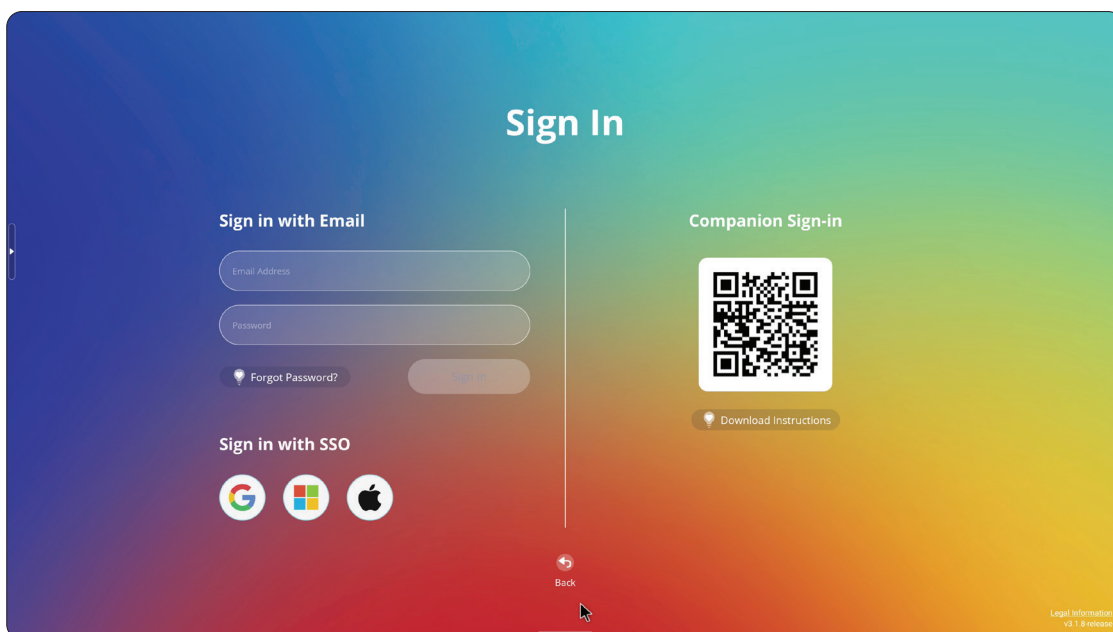 Sign In
Sign in with Email
Email Address
Password
Forgot Password?
Sign In
Sign in with SSO
Companion Sign-in
Download Instructions
Back
Legal Information
v3.1.8-release